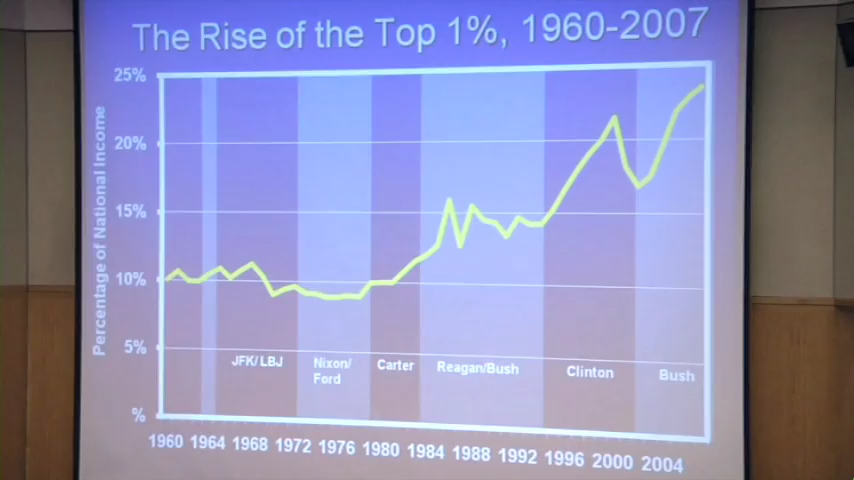 The Rise of the Top 1%, 1960-2007
Percentage of National Income
25%
20%
15%
10%
5%
%
JFK/LBJ
Nixon/
Ford
Carter
Reagan/Bush
Clinton
Bush
1960 1964 1968 1972 1976 1980 1984 1988 1992 1996 2000 2004